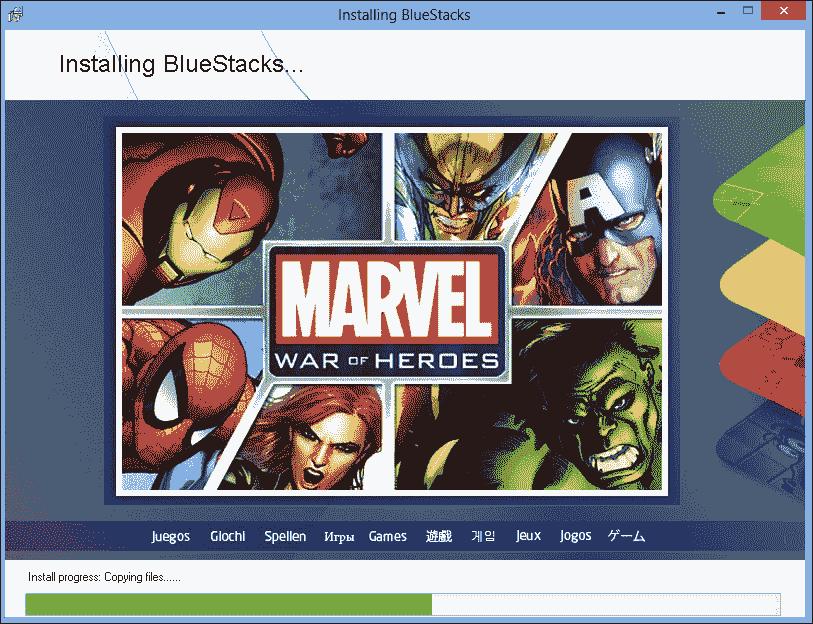 Installing BlueStacks
Installing BlueStacks...
A
MARVEL
WAR OF HEROES
Juegos Giochi Spellen Игры Games 遊戲 게임 Jeux Jogos ゲーム
Install progress: Copying files......